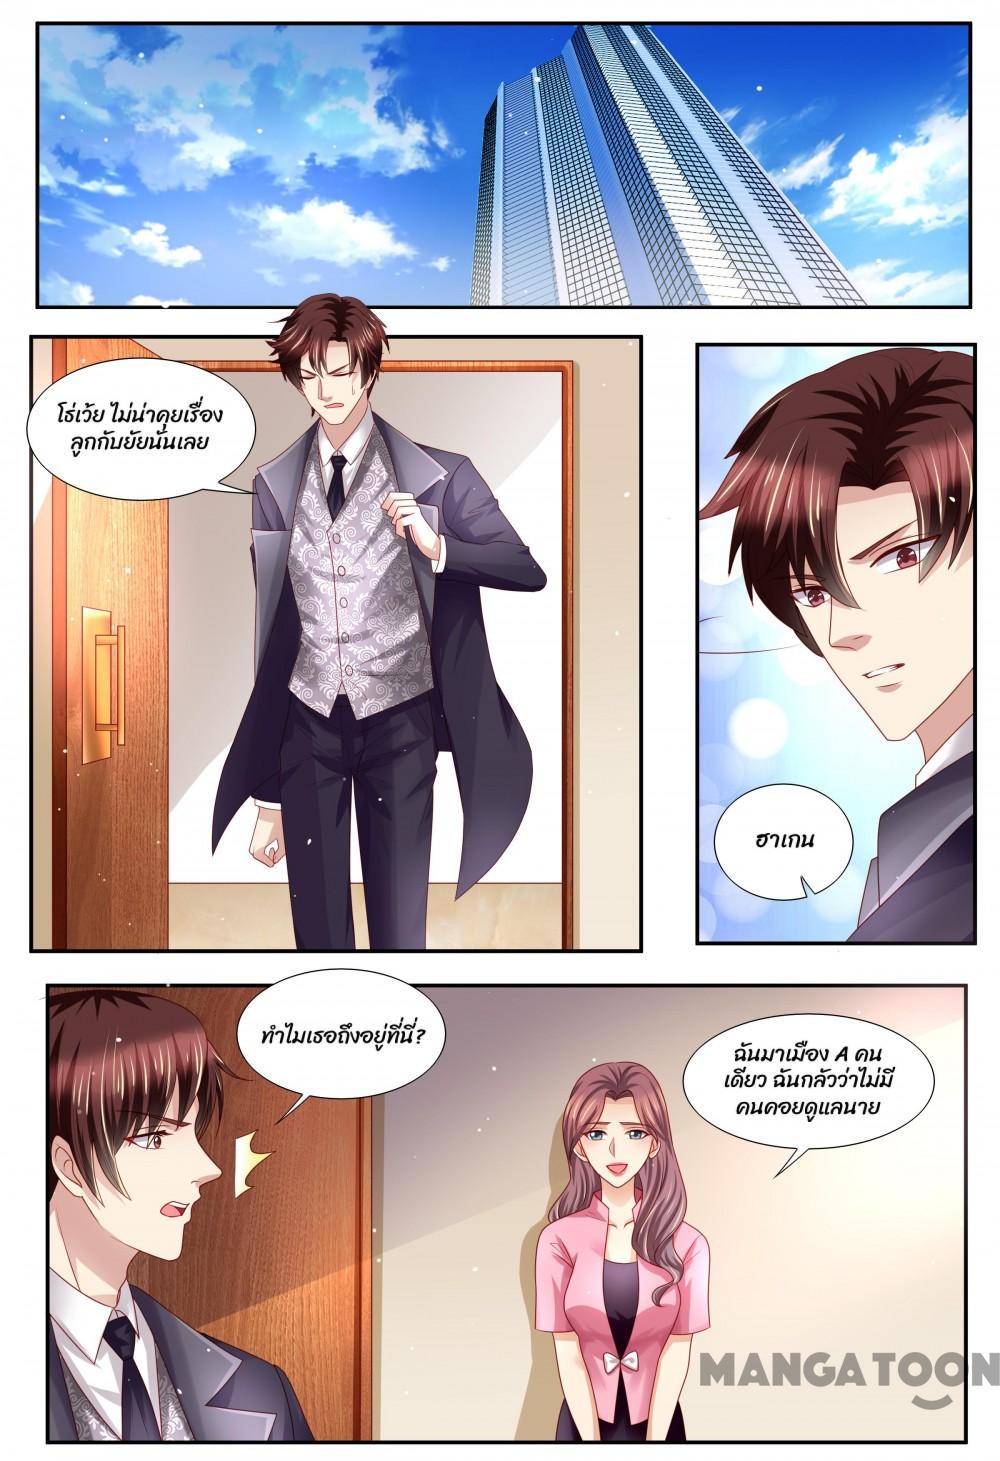 โธ่เว้ย ไม่น่าคุยเรื่อง
ลูกกับยัยนั่นเลย
ฮาเกน
ทำไมเธอถึงอยู่ที่นี่?
ฉันมาเมือง A คน
เดียว ฉันกลัวว่าไม่มี
คนคอยดูแลนาย
MANGATOON